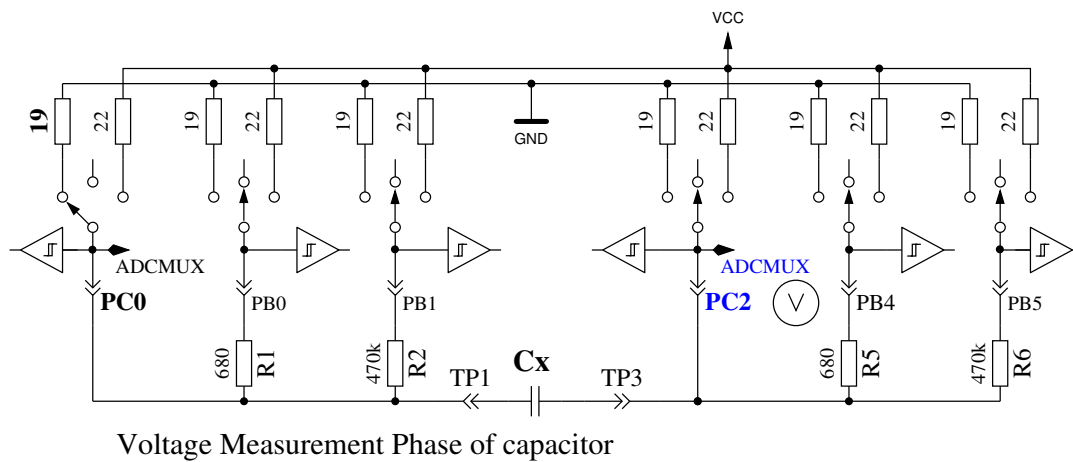 VCC
19
22
19
22
19
22
GND
19
22
19
22
19
22
ADCMUX
ADCMUX
PC0
PB0
PB1
PC2
V
PB4
PB5
680
R1
470k
R2
TP1
Cx
TP3
680
R5
470k
R6
Voltage Measurement Phase of capacitor